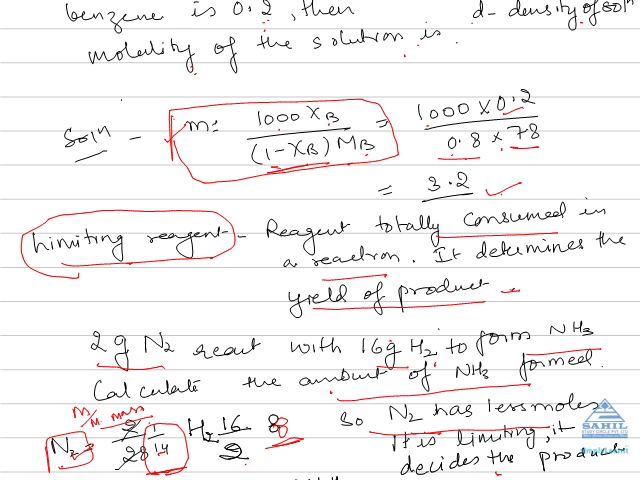 benzene is 0.2, then d- density of soln
molality of the solution is.
Soln - m = 1000 XB / (1-XB) MB = 1000 x 0.2 / 0.8 x 78
= 3.2
Limiting reagent - Reagent totally consumed in
a reaction. It determines the
yield of product
2g N2 react with 16g H2 to form NH3
Calculate the amount of NH3 formed.
M/M. mass
N2 = 2/28 1/14 H2 16/2 8 8 So N2 has less moles
It is limiting, it
decides the product
SAHIL